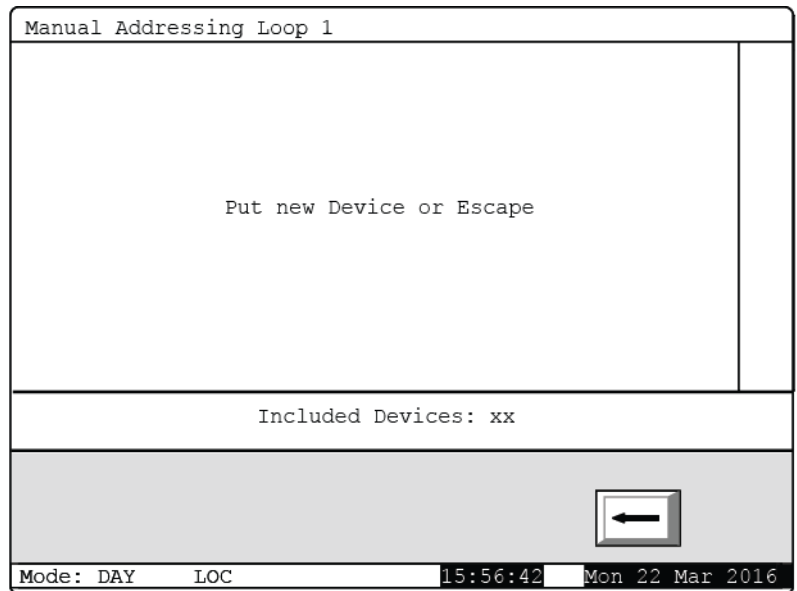 Manual Addressing Loop 1
Put new Device or Escape
Included Devices: xx
Mode: DAY LOC 15:56:42 Mon 22 Mar 2016